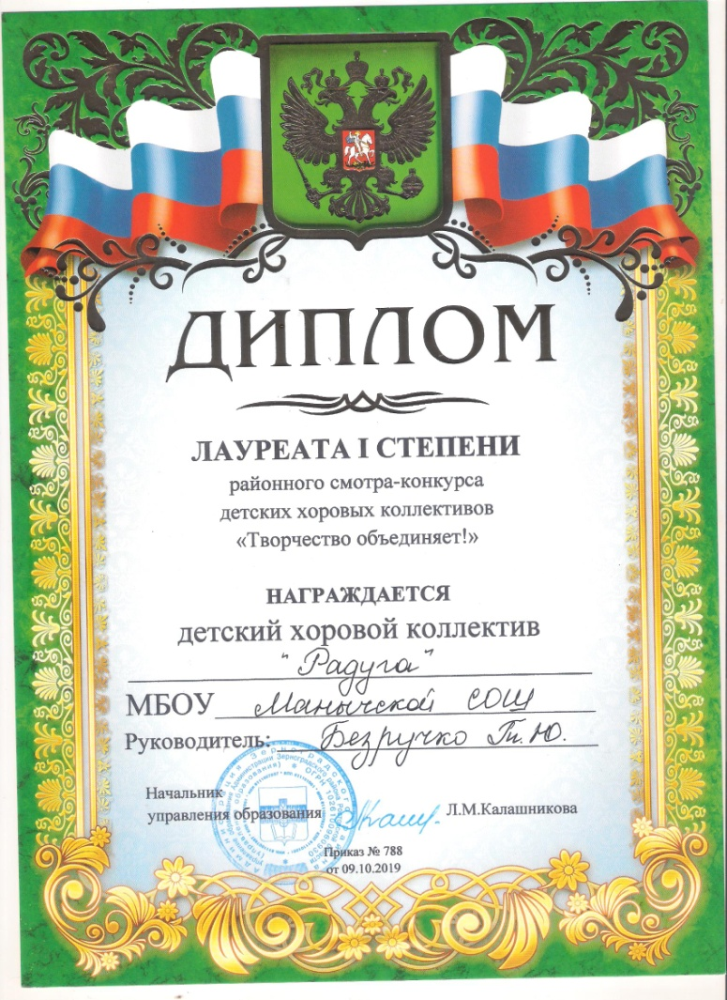 ДИПЛОМ
ЛАУРЕАТА I СТЕПЕНИ
районного смотра-конкурса
детских хоровых коллективов
«Творчество объединяет!»
НАГРАЖДАЕТСЯ
детский хоровой коллектив
"Радуга"
МБОУ Манычской СОШ
Руководитель: Безручко Т.Ю.
Начальник
управления образования Л.М.Калашникова
Приказ № 788
от 09.10.2019